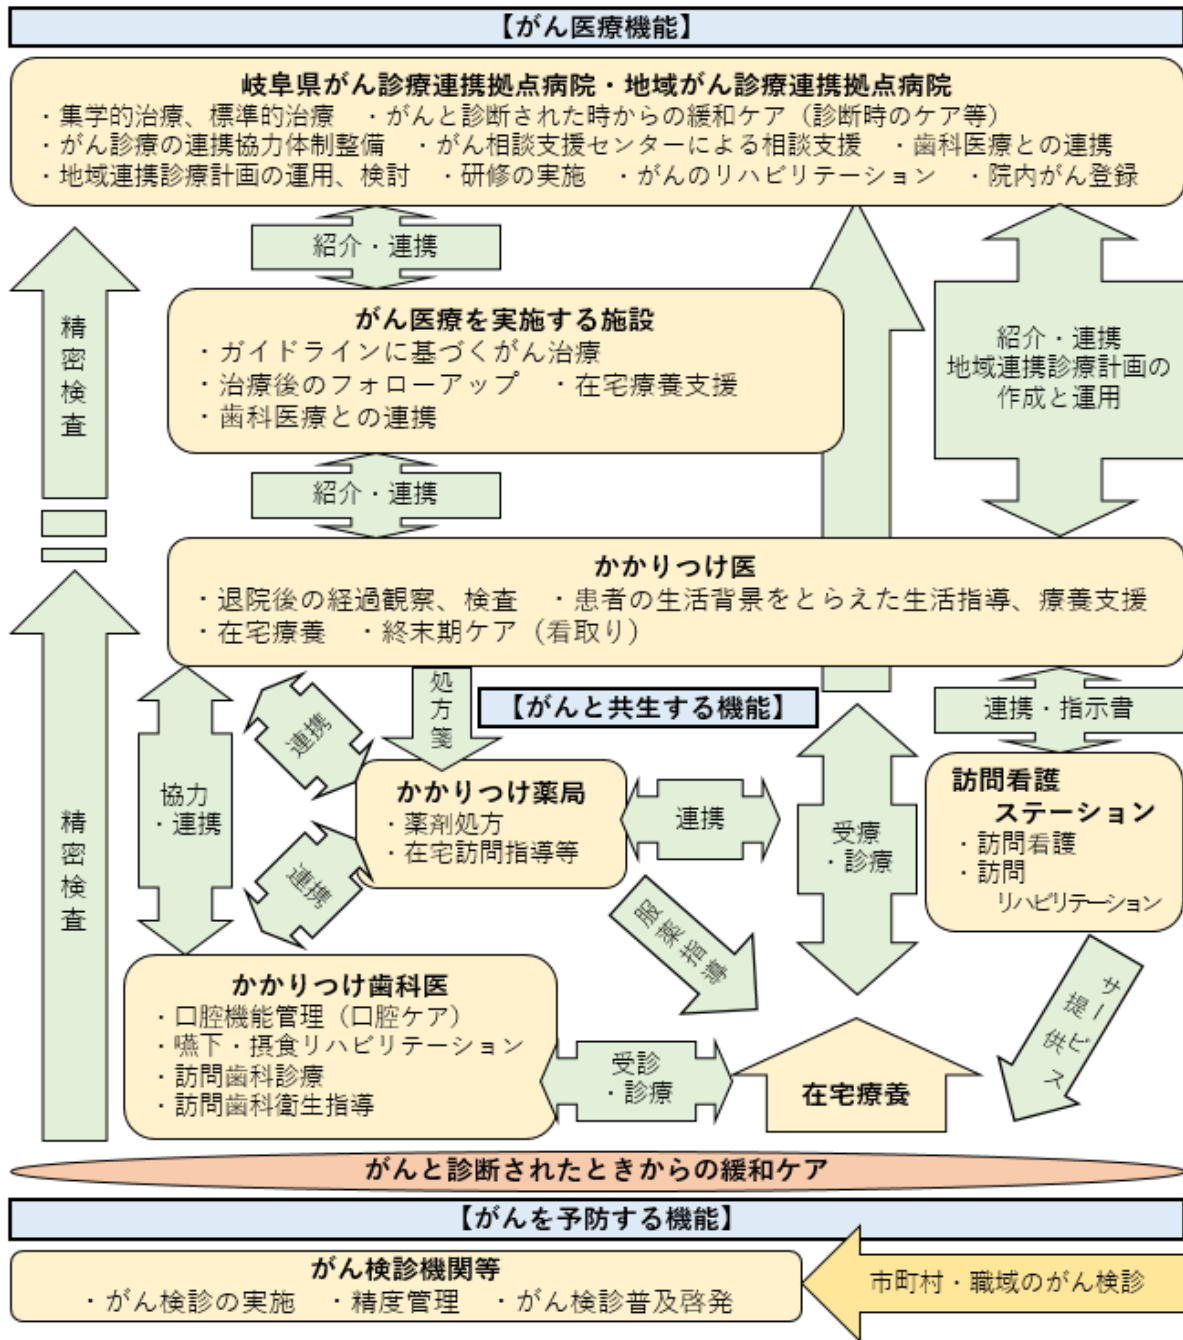 【がん医療機能】
岐阜県がん診療連携拠点病院・地域がん診療連携拠点病院
・集学的治療、標準的治療　・がんと診断された時からの緩和ケア（診断時のケア等）
・がん診療の連携協力体制整備　・がん相談支援センターによる相談支援　・歯科医療との連携
・地域連携診療計画の運用、検討　・研修の実施　・がんのリハビリテーション　・院内がん登録
紹介・連携
精密検査
がん医療を実施する施設
・ガイドラインに基づくがん治療
・治療後のフォローアップ　・在宅療養支援
・歯科医療との連携
紹介・連携
地域連携診療計画の
作成と運用
紹介・連携
かかりつけ医
・退院後の経過観察、検査　・患者の生活背景をとらえた生活指導、療養支援
・在宅療養　・終末期ケア（看取り）
処方箋
【がんと共生する機能】
連携・指示書
連携
協力
・連携
かかりつけ薬局
・薬剤処方
・在宅訪問指導等
連携
受療
・診療
訪問看護
ステーション
・訪問看護
・訪問
リハビリテーション
精密検査
連携
服薬指導
かかりつけ歯科医
・口腔機能管理（口腔ケア）
・嚥下・摂食リハビリテーション
・訪問歯科診療
・訪問歯科衛生指導
受診
・診療
在宅療養
サービス
提供
がんと診断されたときからの緩和ケア
【がんを予防する機能】
がん検診機関等
・がん検診の実施　・精度管理　・がん検診普及啓発
市町村・職域のがん検診